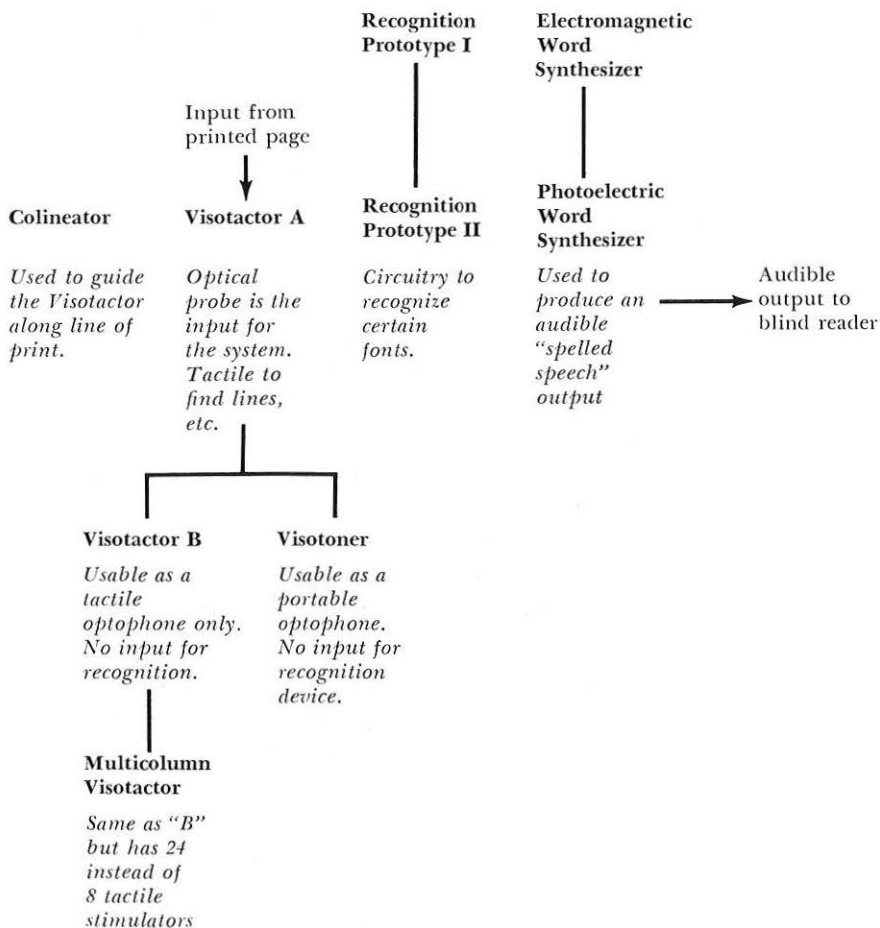 Recognition
Prototype I
Electromagnetic
Word
Synthesizer
Input from
printed page
Colineator
Used to guide
the Visotactor
along line of
print.
Visotactor A
Optical
probe is the
input for
the system.
Tactile to
find lines,
etc.
Recognition
Prototype II
Circuitry to
recognize
certain
fonts.
Photoelectric
Word
Synthesizer
Used to
produce an
audible
“spelled
speech”
output
Audible
output to
blind reader
Visotactor B
Usable as a
tactile
optophone only.
No input for
recognition.
Visotoner
Usable as a
portable
optophone.
No input for
recognition
device.
Multicolumn
Visotactor
Same as “B”
but has 24
instead of
8 tactile
stimulators